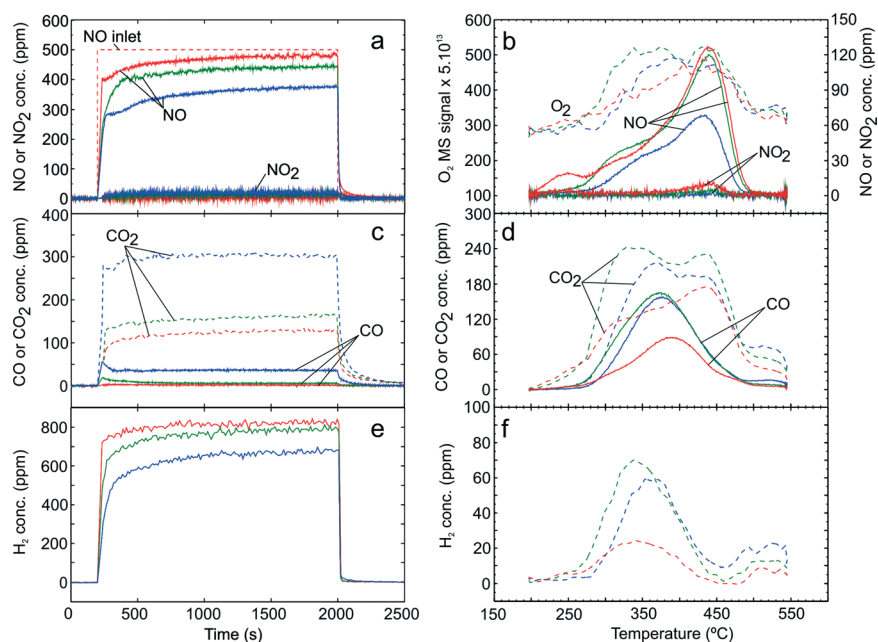 NO or NO2 conc. (ppm)
600
500
400
300
200
100
0
NO inlet
a
NO
NO2
O2 MS signal x 5.10^13
600
500
400
300
200
100
b
O2
NO
NO2
150
120
90
60
30
0
NO or NO2 conc. (ppm)
CO or CO2 conc. (ppm)
400
300
200
100
0
c
CO2
CO
CO or CO2 conc. (ppm)
300
240
180
120
60
0
d
CO2
CO
H2 conc. (ppm)
800
600
400
200
0
e
H2 conc. (ppm)
100
80
60
40
20
0
f
0 500 1000 1500 2000 2500
Time (s)
150 250 350 450 550
Temperature (ºC)